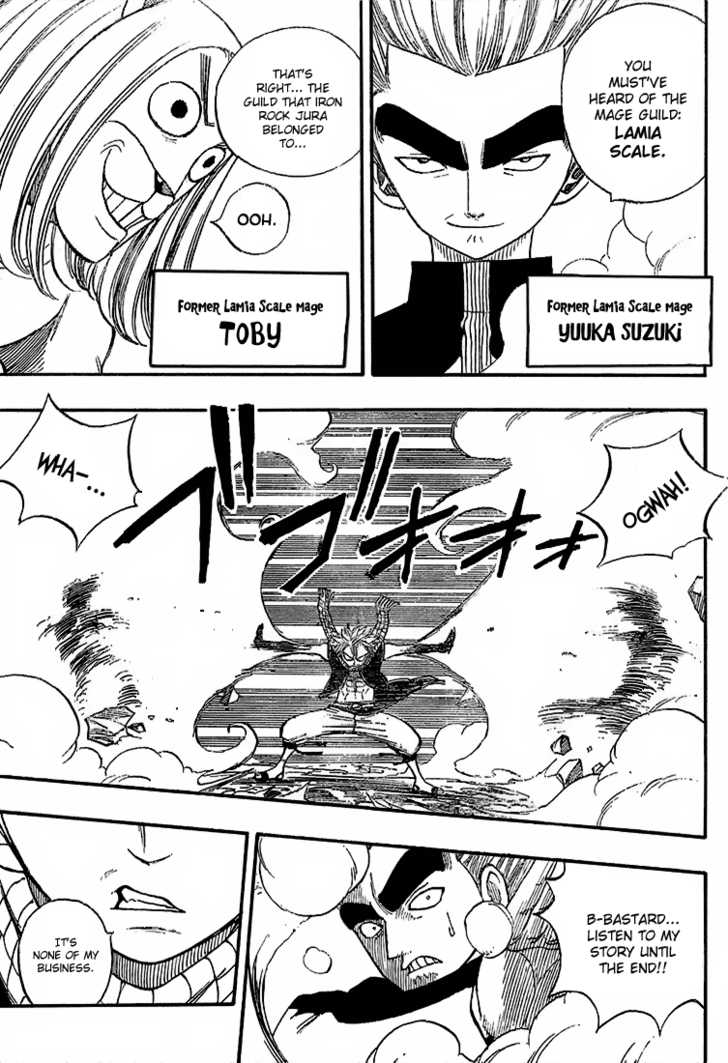 YOU
MUST'VE
HEARD OF THE
MAGE GUILD:
LAMIA
SCALE.
FORMER LAMIA SCALE MAGE
YUUKA SUZUKI
THAT'S
RIGHT... THE
GUILD THAT IRON
ROCK JURA
BELONGED
TO...
OOH.
FORMER LAMIA SCALE MAGE
TOBY
OGWAH!
WHA-...
ベゴオオオ
B-BASTARD...
LISTEN TO MY
STORY UNTIL
THE END!!
IT'S
NONE OF MY
BUSINESS.